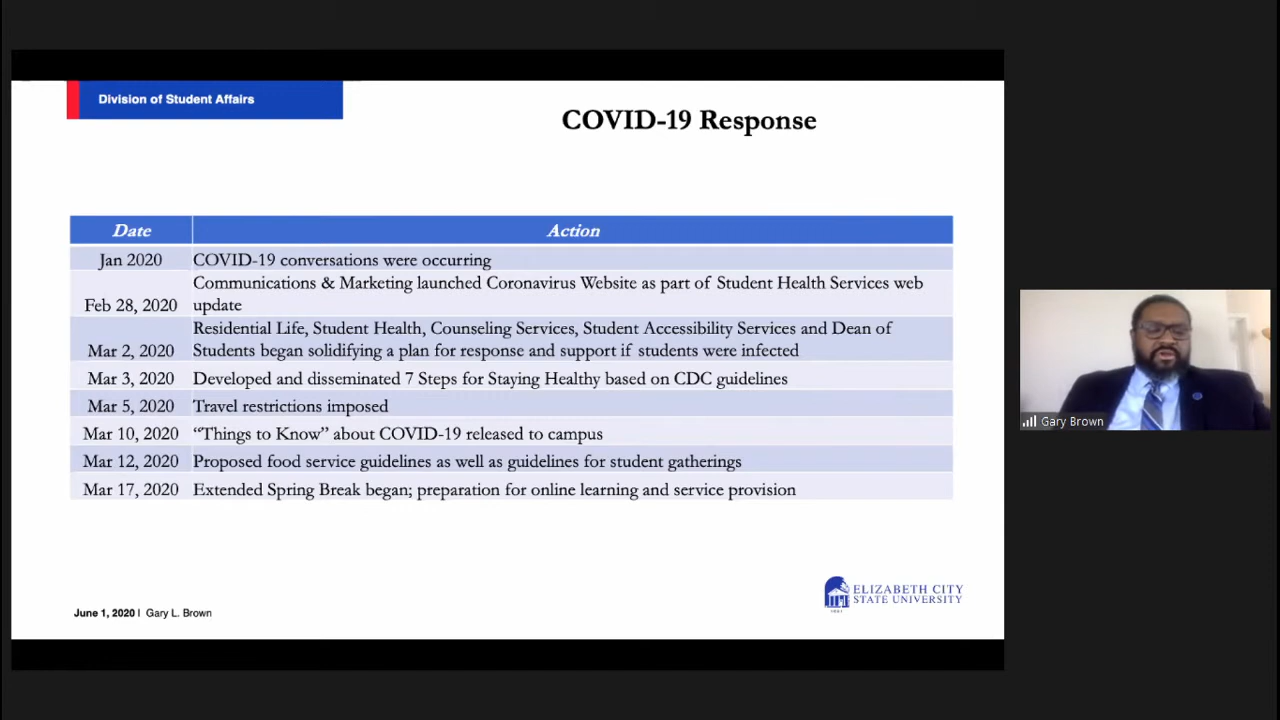 Division of Student Affairs
COVID-19 Response
Date Action
Jan 2020 COVID-19 conversations were occurring
Communications & Marketing launched Coronavirus Website as part of Student Health Services web
Feb 28, 2020 update
Residential Life, Student Health, Counseling Services, Student Accessibility Services and Dean of
Mar 2, 2020 Students began solidifying a plan for response and support if students were infected
Mar 3, 2020 Developed and disseminated 7 Steps for Staying Healthy based on CDC guidelines
Mar 5, 2020 Travel restrictions imposed
Mar 10, 2020 “Things to Know” about COVID-19 released to campus
Mar 12, 2020 Proposed food service guidelines as well as guidelines for student gatherings
Mar 17, 2020 Extended Spring Break began; preparation for online learning and service provision
Gary Brown
ELIZABETH CITY
STATE UNIVERSITY
June 1, 2020 | Gary L. Brown